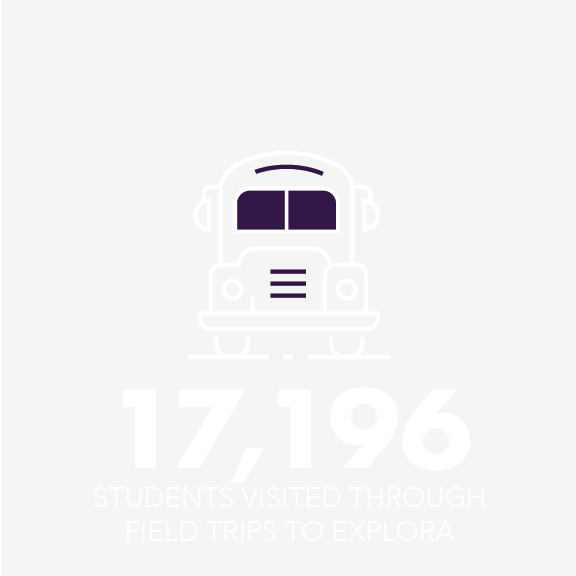 17,196
STUDENTS VISITED THROUGH
FIELD TRIPS TO EXPLORA